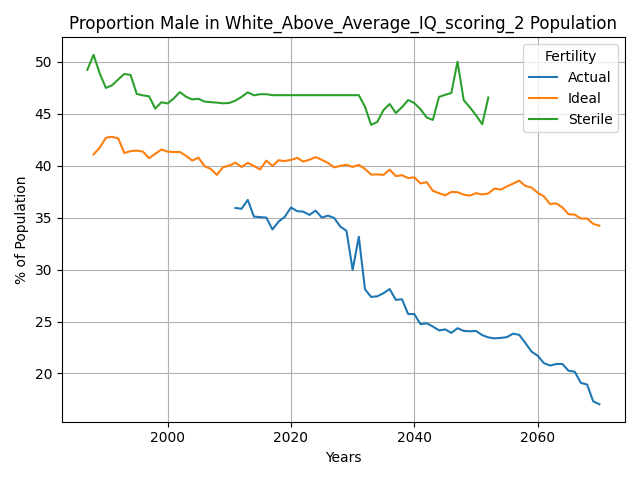 Proportion Male in White_Above_Average_IQ_scoring_2 Population
Fertility
Actual
Ideal
Sterile
% of Population
50
45
40
35
30
25
20
2000
2020
2040
2060
Years